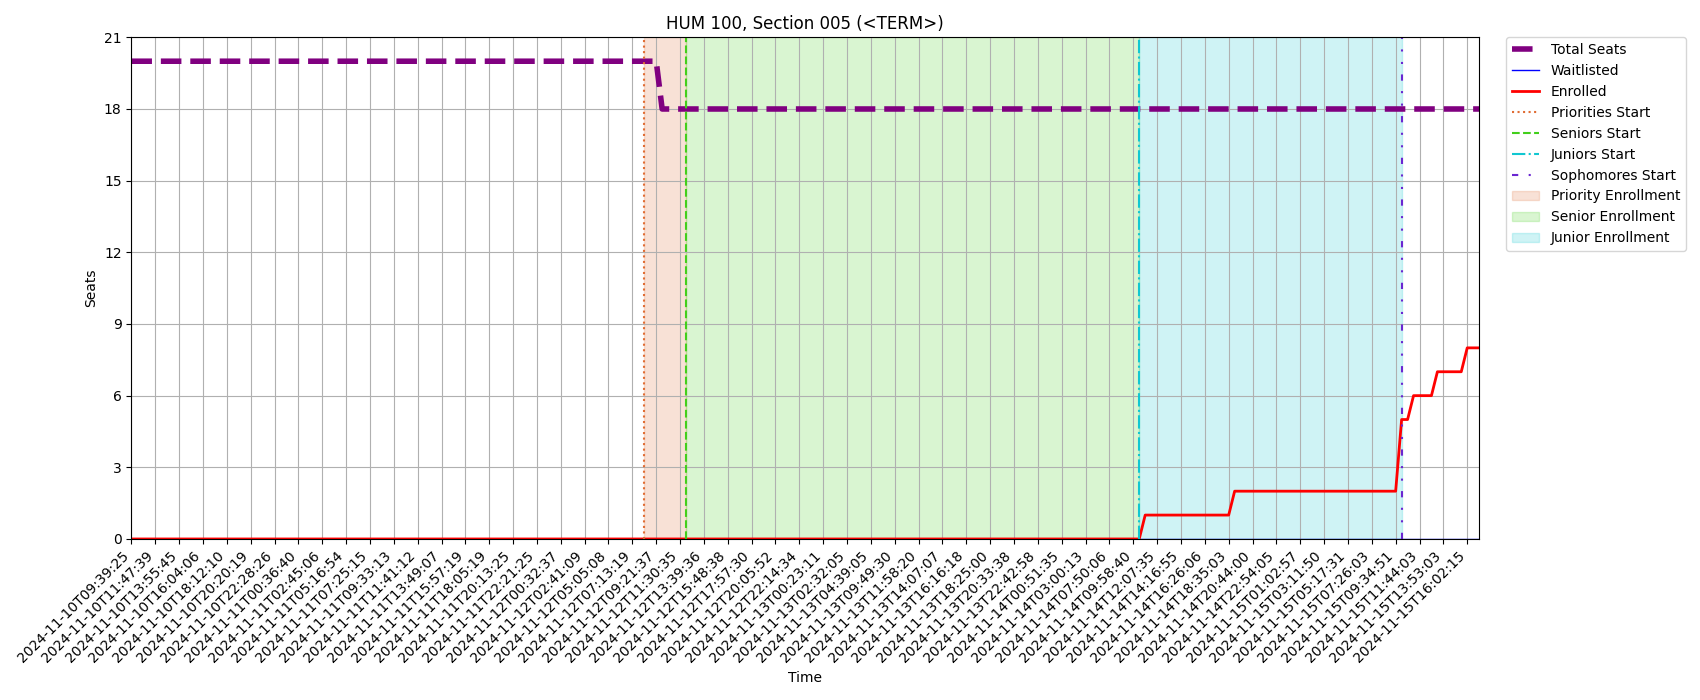 HUM 100, Section 005 (<TERM>)
21
18
15
12
9
6
3
0
Seats
2024-11-10T09:39:25
2024-11-10T11:47:39
2024-11-10T13:55:45
2024-11-10T16:04:06
2024-11-10T18:12:10
2024-11-10T20:20:19
2024-11-10T22:28:26
2024-11-11T00:36:40
2024-11-11T02:45:06
2024-11-11T05:16:54
2024-11-11T07:25:15
2024-11-11T09:33:13
2024-11-11T11:41:12
2024-11-11T13:49:07
2024-11-11T15:57:19
2024-11-11T18:05:19
2024-11-11T20:13:25
2024-11-11T22:21:25
2024-11-12T00:32:37
2024-11-12T02:41:09
2024-11-12T05:05:08
2024-11-12T07:13:19
2024-11-12T09:21:37
2024-11-12T11:30:35
2024-11-12T13:39:36
2024-11-12T15:48:38
2024-11-12T17:57:30
2024-11-12T20:05:52
2024-11-12T22:14:34
2024-11-13T00:23:11
2024-11-13T02:32:05
2024-11-13T04:39:05
2024-11-13T09:49:30
2024-11-13T11:58:20
2024-11-13T14:07:07
2024-11-13T16:16:18
2024-11-13T18:25:00
2024-11-13T20:33:38
2024-11-13T22:42:58
2024-11-14T00:51:35
2024-11-14T03:00:13
2024-11-14T07:50:06
2024-11-14T09:58:40
2024-11-14T12:07:35
2024-11-14T14:16:55
2024-11-14T16:26:06
2024-11-14T18:35:03
2024-11-14T20:44:00
2024-11-14T22:54:05
2024-11-15T01:02:57
2024-11-15T03:11:50
2024-11-15T05:17:31
2024-11-15T07:26:03
2024-11-15T09:34:51
2024-11-15T11:44:03
2024-11-15T13:53:03
2024-11-15T16:02:15
Time
Total Seats
Waitlisted
Enrolled
Priorities Start
Seniors Start
Juniors Start
Sophomores Start
Priority Enrollment
Senior Enrollment
Junior Enrollment